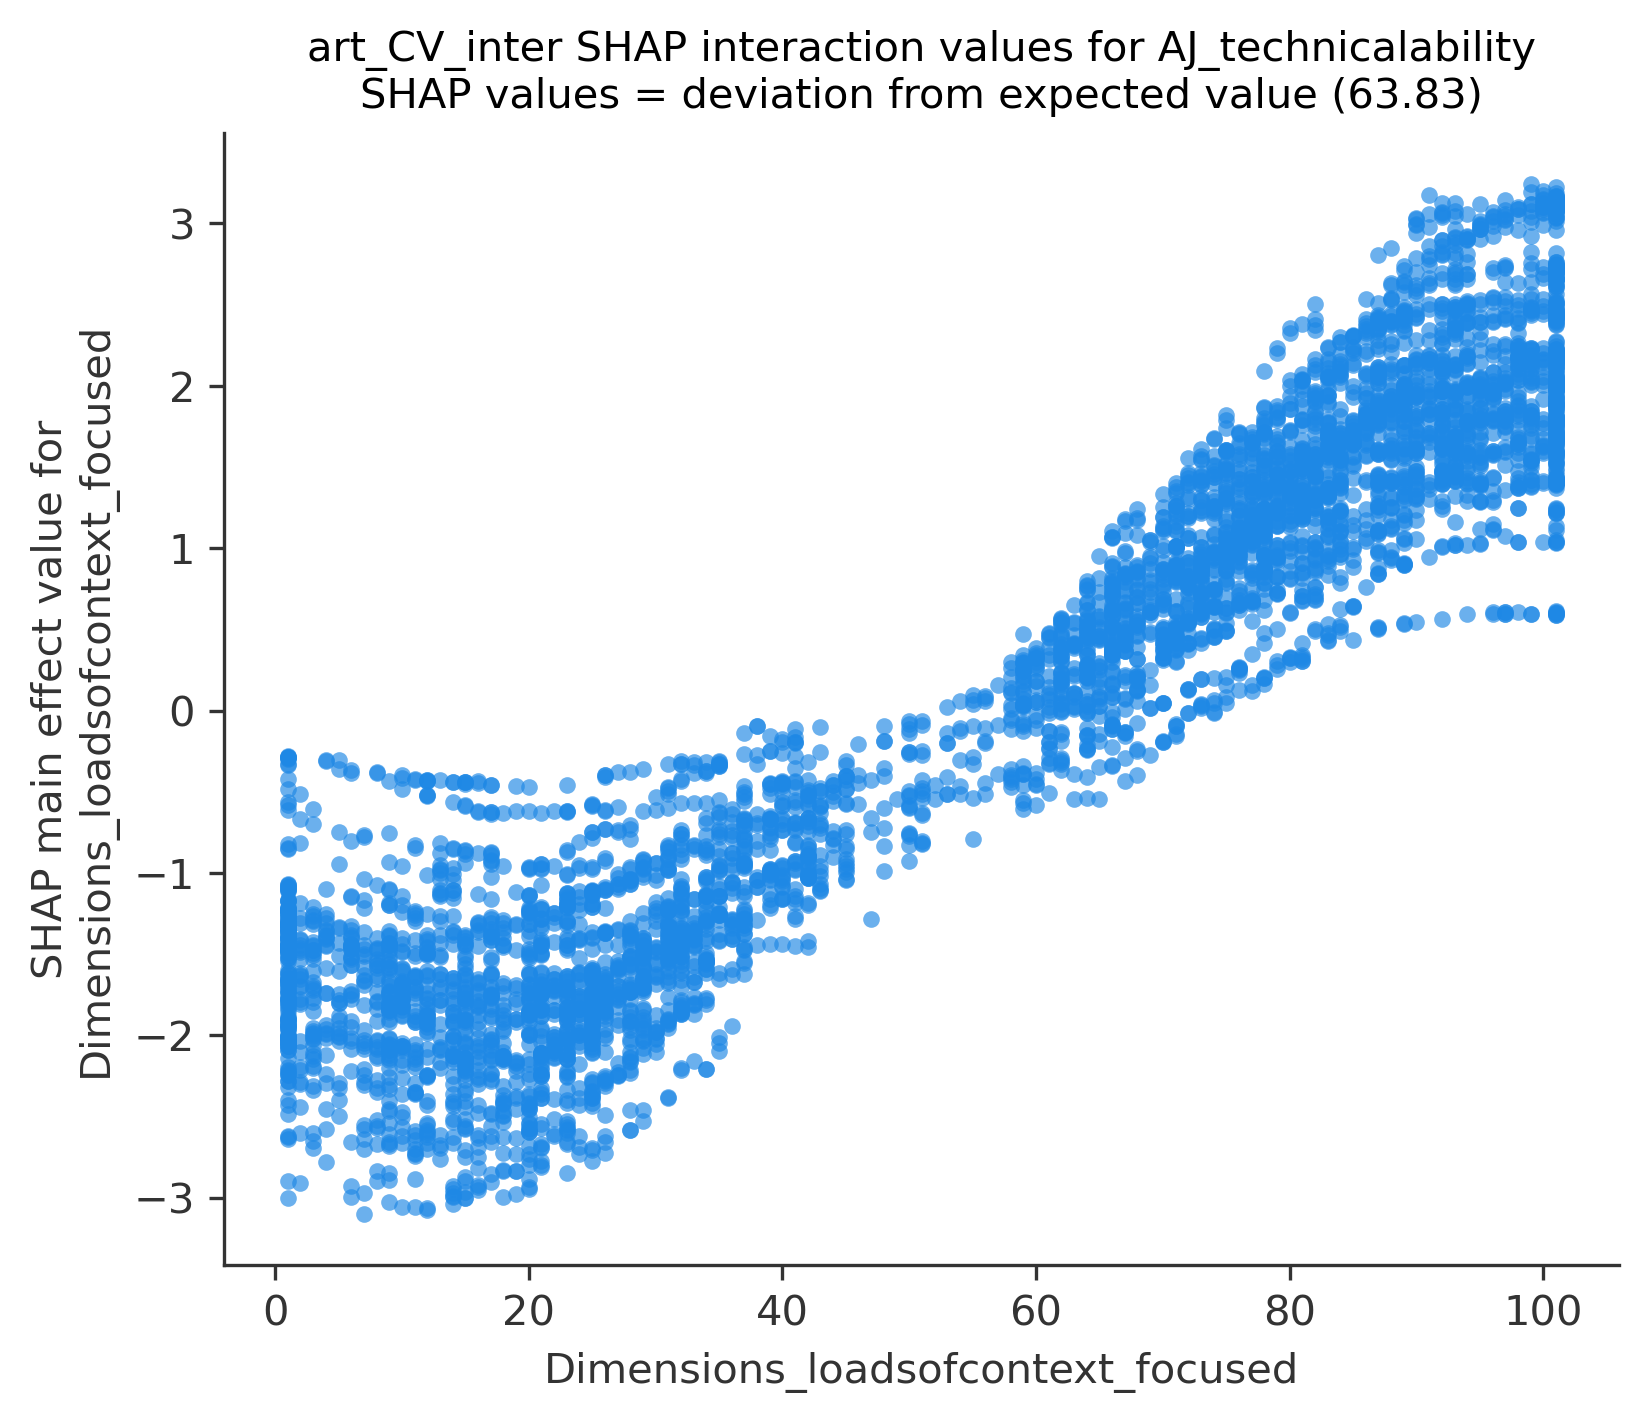 art_CV_inter SHAP interaction values for AJ_technicalability
SHAP values = deviation from expected value (63.83)
SHAP main effect value for
Dimensions_loadsofcontext_focused
3
2
1
0
−1
−2
−3
0
20
40
60
80
100
Dimensions_loadsofcontext_focused